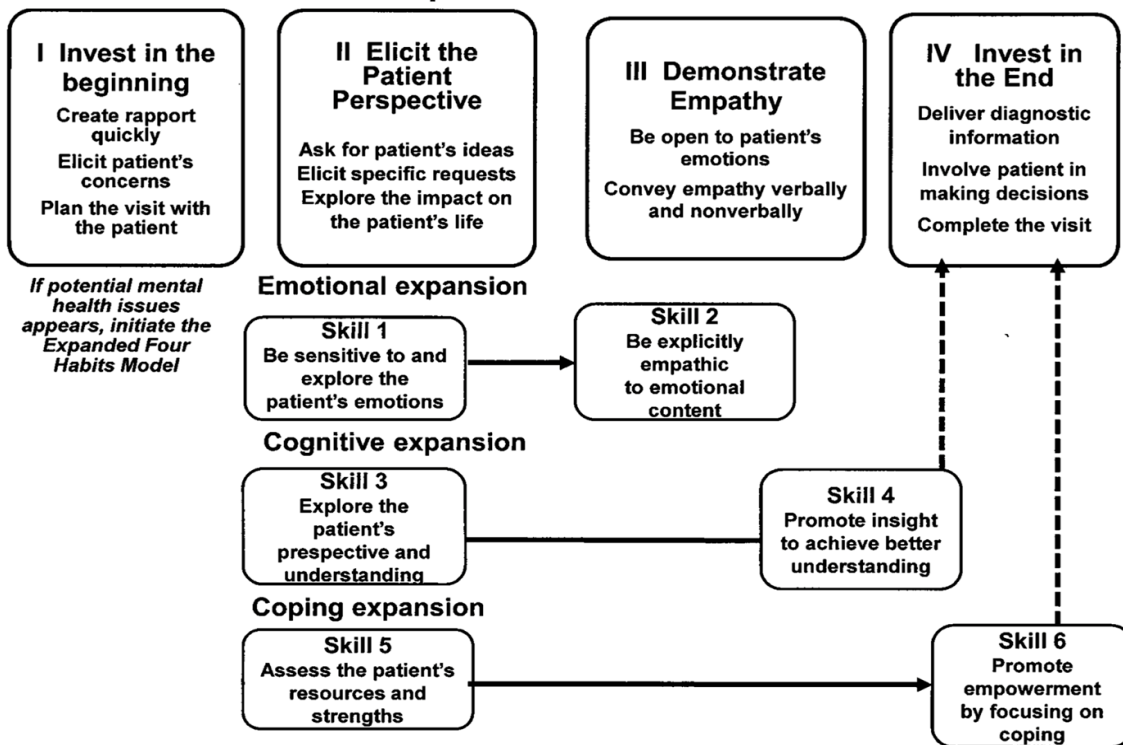 I Invest in the
beginning
Create rapport
quickly
Elicit patient's
concerns
Plan the visit with
the patient
II Elicit the
Patient
Perspective
Ask for patient's ideas
Elicit specific requests
Explore the impact on
the patient's life
III Demonstrate
Empathy
Be open to patient's
emotions
Convey empathy verbally
and nonverbally
IV Invest in
the End
Deliver diagnostic
information
Involve patient in
making decisions
Complete the visit
If potential mental
health issues
appears, initiate the
Expanded Four
Habits Model
Emotional expansion
Skill 1
Be sensitive to and
explore the
patient's emotions
Skill 2
Be explicitly
empathic
to emotional
content
Cognitive expansion
Skill 3
Explore the
patient's
prespective and
understanding
Skill 4
Promote insight
to achieve better
understanding
Coping expansion
Skill 5
Assess the patient's
resources and
strengths
Skill 6
Promote
empowerment
by focusing on
coping